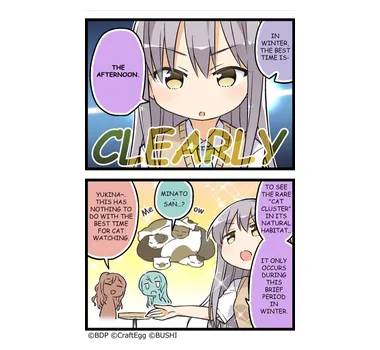 IN
WINTER,
THE BEST
TIME IS-
THE
AFTERNOON.
CLEARLY
TO SEE
THE RARE
"CAT
CLUSTER"
IN ITS
NATURAL
HABITAT..
IT ONLY
OCCURS
DURING
THIS
BRIEF
PERIOD
IN
WINTER.
Me
ow
MINATO
SAN..?
YUKINA~.
THIS HAS
NOTHING TO
DO WITH THE
BEST TIME
FOR CAT
WATCHING.
©BDP ©CraftEgg ©BUSHI